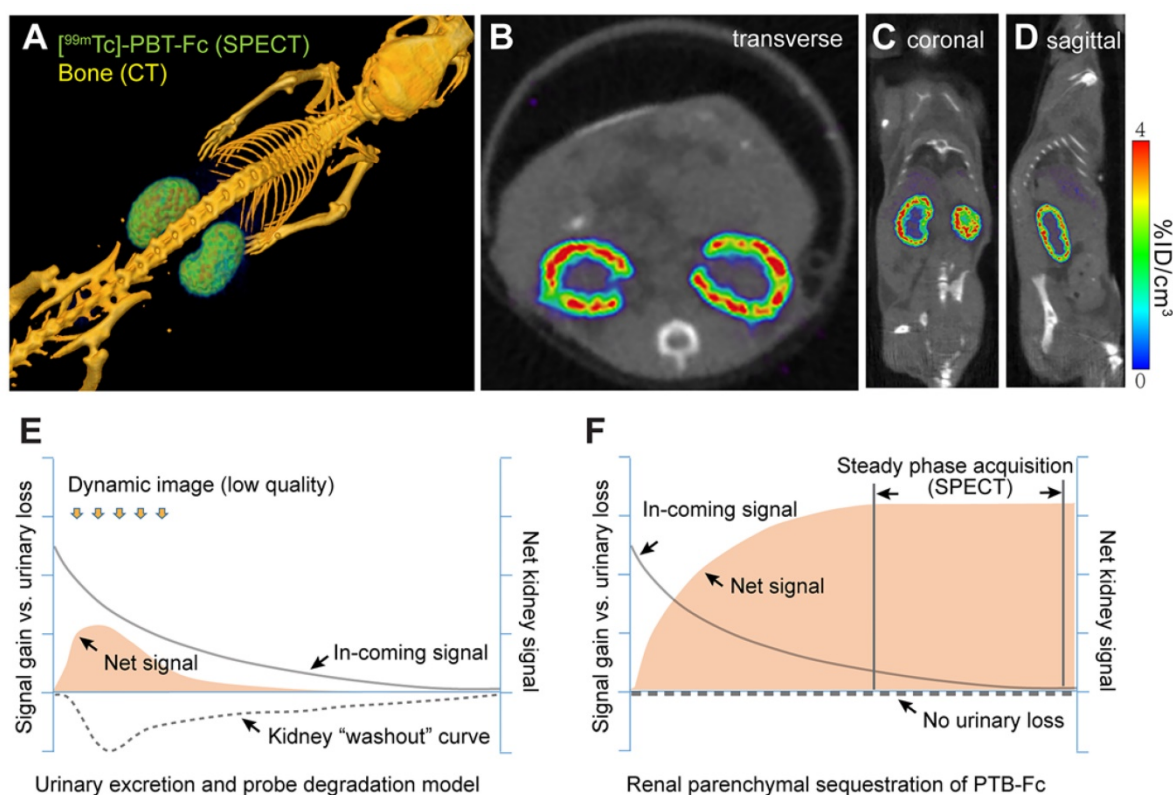 A
[99mTc]-PBT-Fc (SPECT)
Bone (CT)
B
transverse
C
coronal
D
sagittal
4
%ID/cm³
0
E
Dynamic image (low quality)
Signal gain vs. urinary loss
Net signal
In-coming signal
Kidney “washout” curve
Net kidney signal
Urinary excretion and probe degradation model
F
Steady phase acquisition
(SPECT)
In-coming signal
Net signal
Signal gain vs. urinary loss
No urinary loss
Net kidney signal
Renal parenchymal sequestration of PTB-Fc